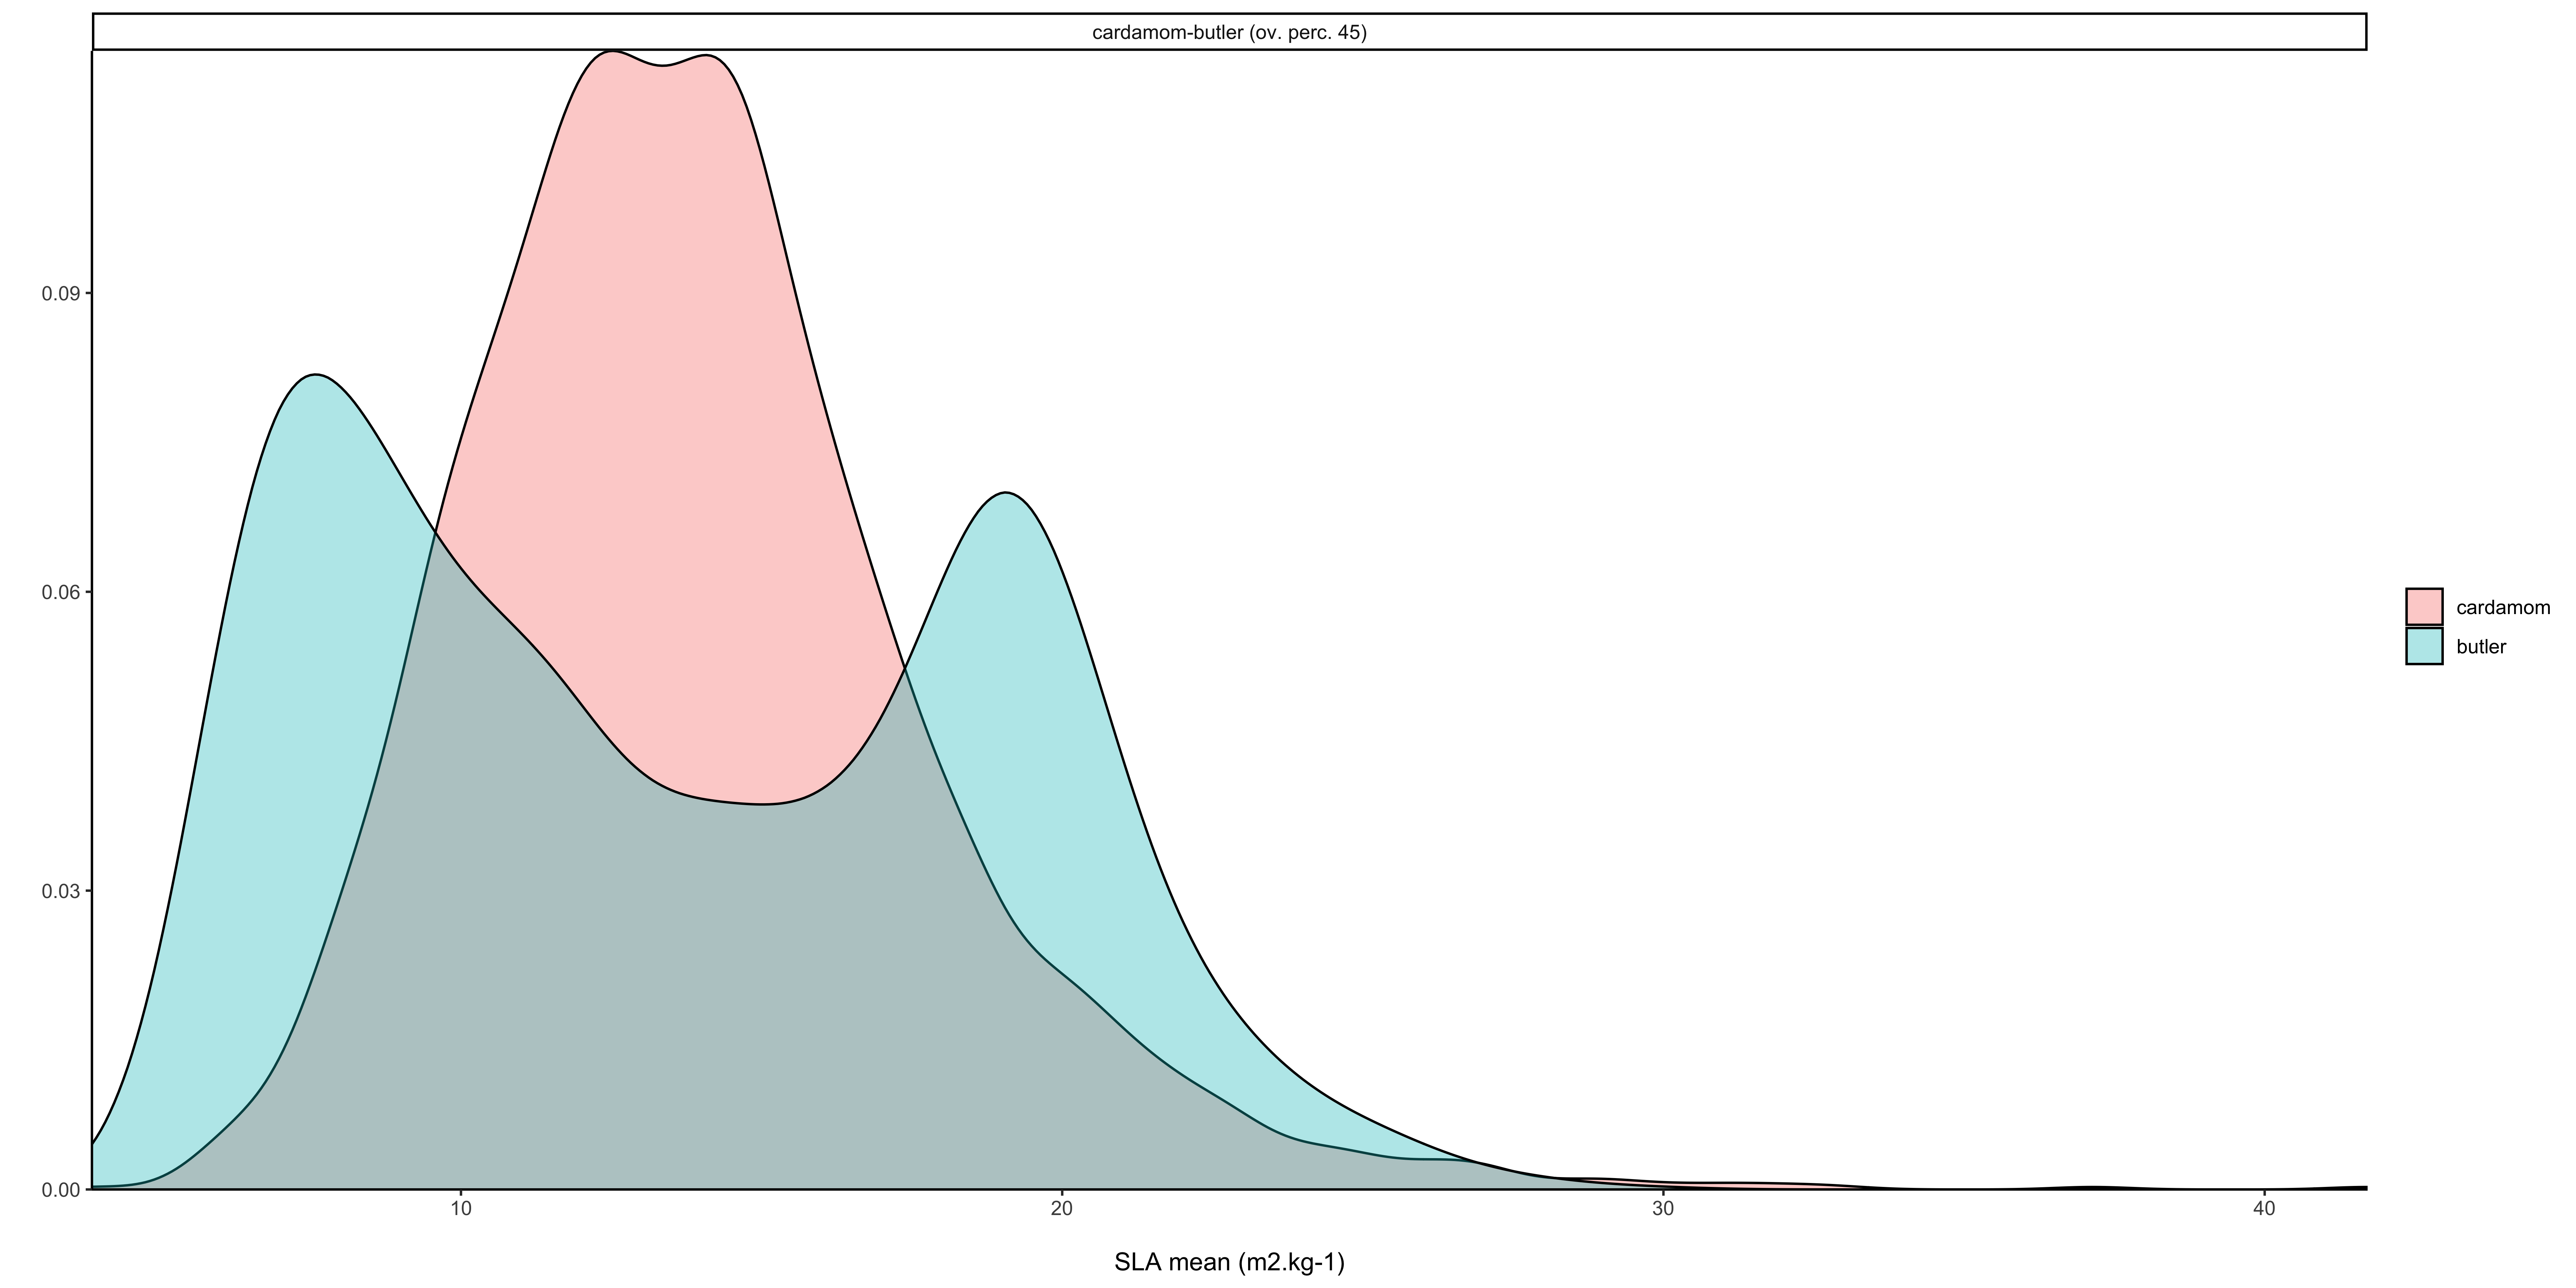 cardamom-butler (ov. perc. 45)
0.09
0.06
0.03
0.00
10 20 30 40
SLA mean (m2.kg-1)
cardamom
butler